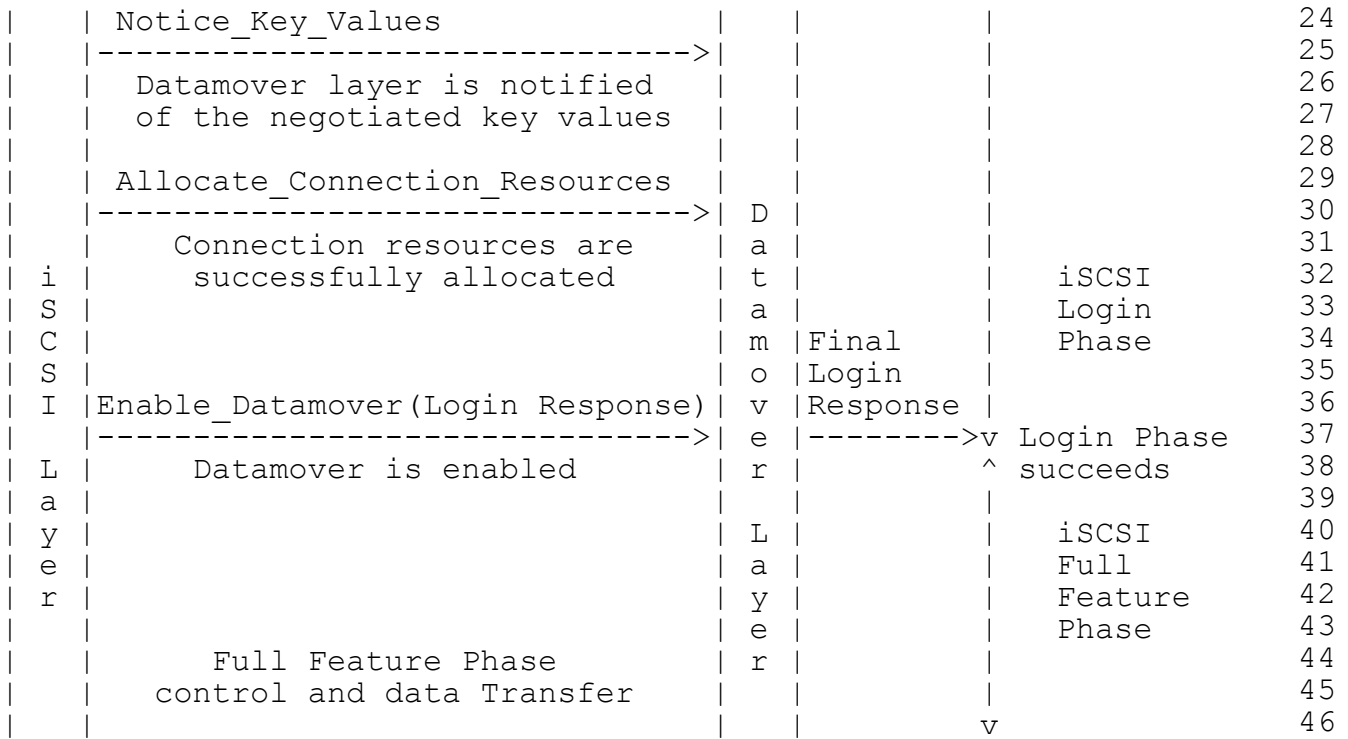 | | | Notice_Key_Values | | | 24
| | |------------------------------->| | | 25
| | | Datamover layer is notified | | | 26
| | | of the negotiated key values | | | 27
| | | | | | 28
| | | Allocate_Connection_Resources | | | 29
| | |------------------------------->| D | | 30
| | | Connection resources are | a | | 31
| i | | successfully allocated | t | | iSCSI 32
| S | | | a | | Login 33
| C | | | m |Final | Phase 34
| S | | | o |Login | 35
| I |Enable_Datamover(Login Response)| v |Response | 36
| |------------------------------->| e |-------->v Login Phase 37
| L | Datamover is enabled | r | ^ succeeds 38
| a | | | | | 39
| y | | L | | iSCSI 40
| e | | a | | Full 41
| r | | y | | Feature 42
| | | e | | Phase 43
| | Full Feature Phase | r | | 44
| | control and data Transfer | | | 45
| | | | | v 46